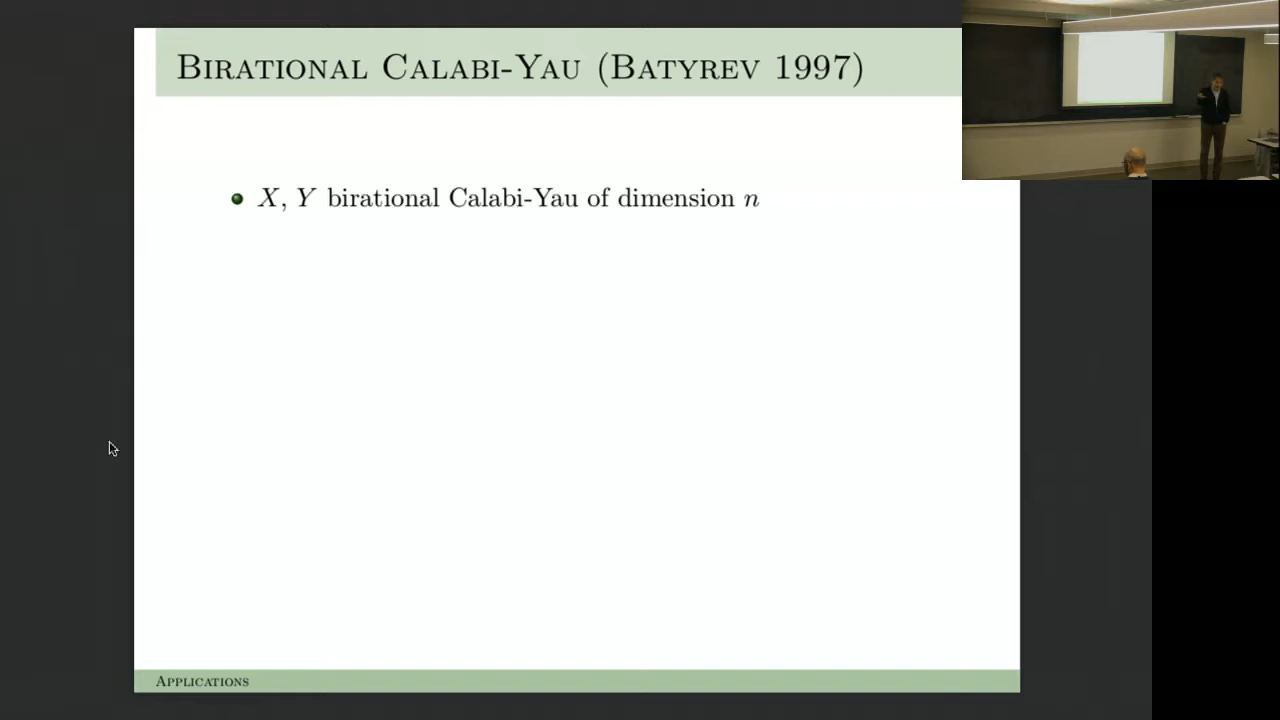 Birational Calabi-Yau (Batyrev 1997)
X, Y birational Calabi-Yau of dimension n
Applications